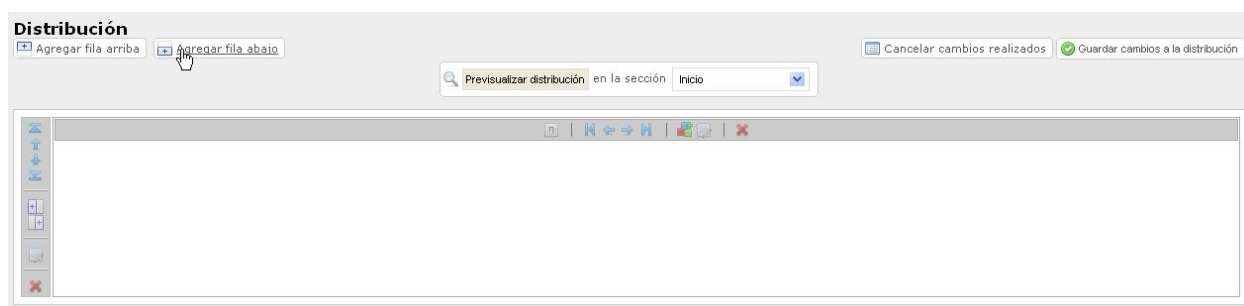 Distribución
Agregar fila arriba Agregar fila abajo Cancelar cambios realizados Guardar cambios a la distribución
Previsualizar distribución en la sección Inicio